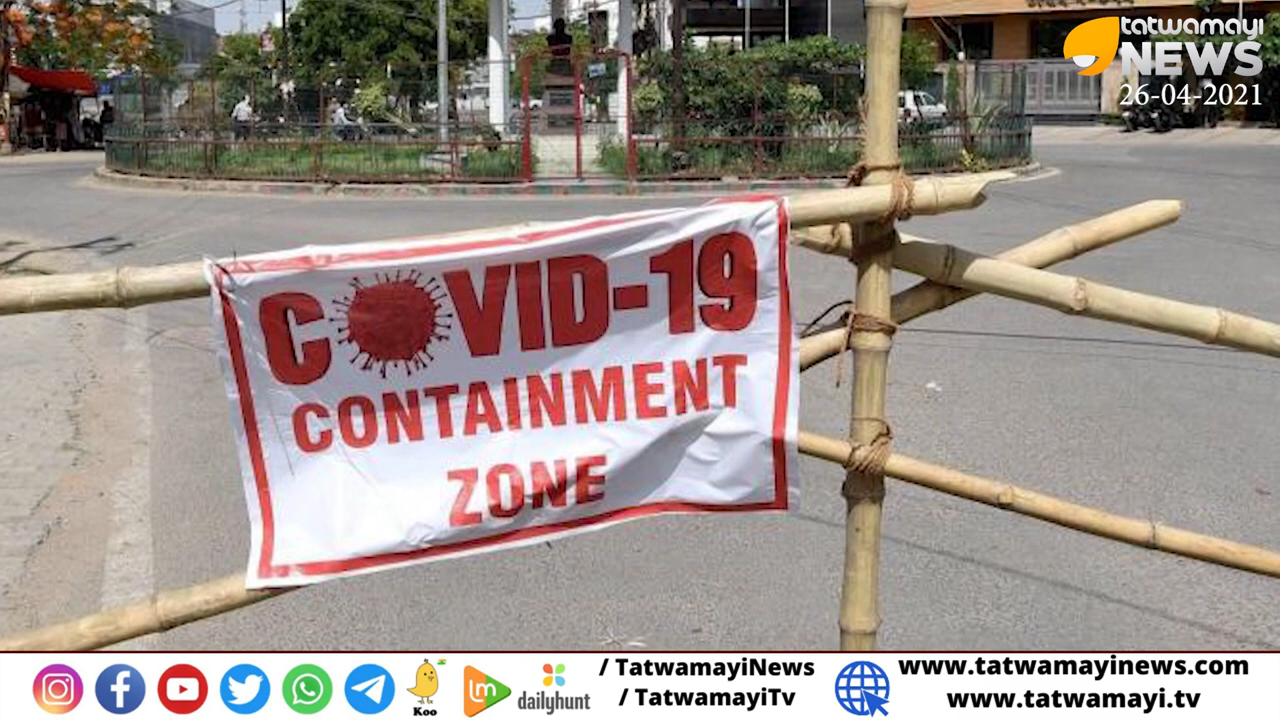 tatwamayi
NEWS
26-04-2021
COVID-19
CONTAINMENT
ZONE
Koo
dailyhunt
/ TatwamayiNews
/ TatwamayiTv
www.tatwamayinews.com
www.tatwamayi.tv